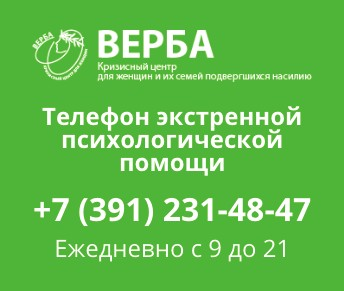 ВЕРБА
Кризисный центр
для женщин и их семей подвергшихся насилию
Телефон экстренной
психологической
помощи
+7 (391) 231-48-47
Ежедневно с 9 до 21